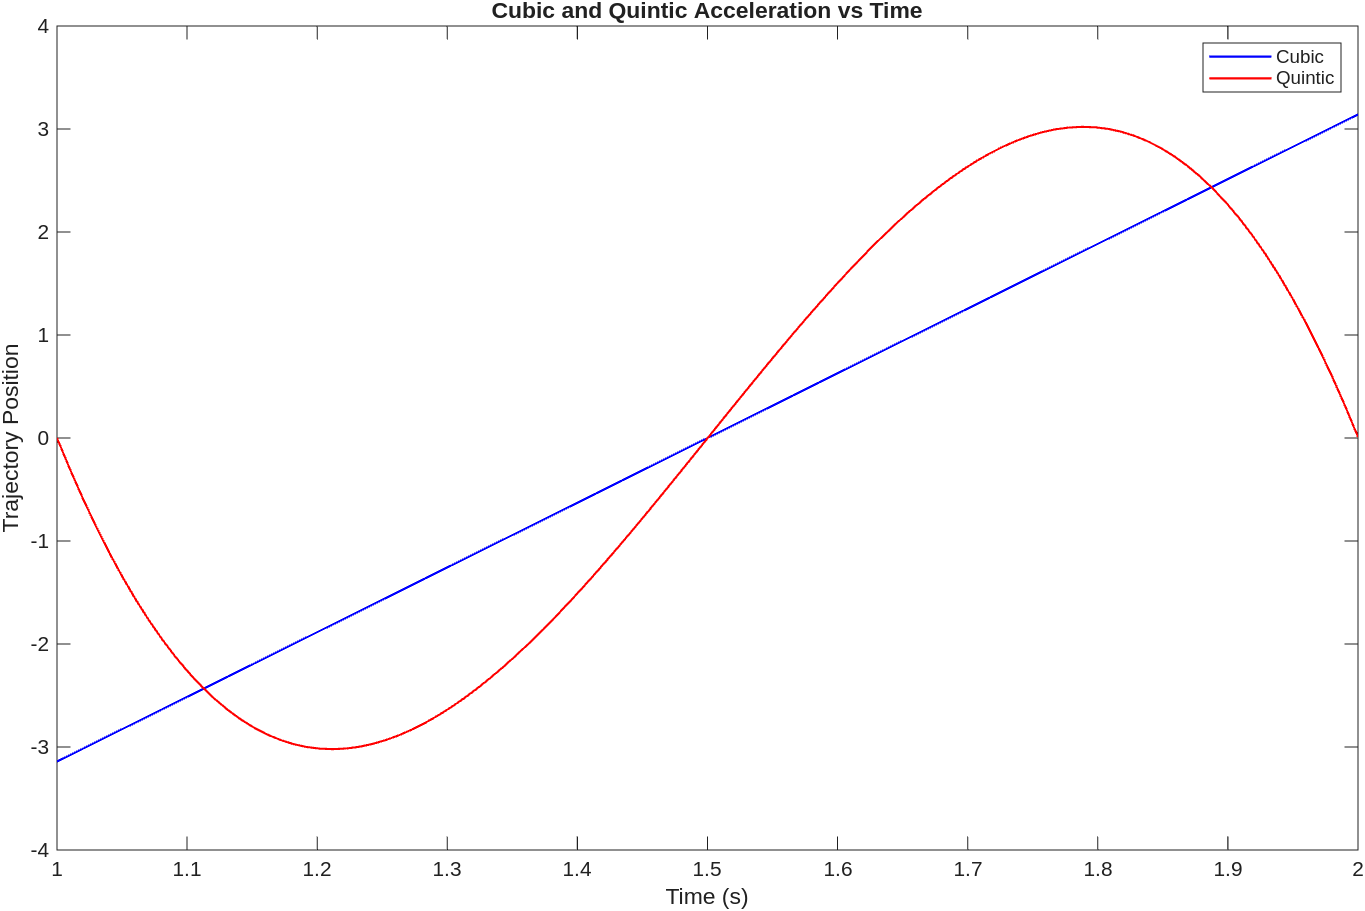 Cubic and Quintic Acceleration vs Time
Cubic
Quintic
4
3
2
1
0
-1
-2
-3
-4
Trajectory Position
1 1.1 1.2 1.3 1.4 1.5 1.6 1.7 1.8 1.9 2
Time (s)